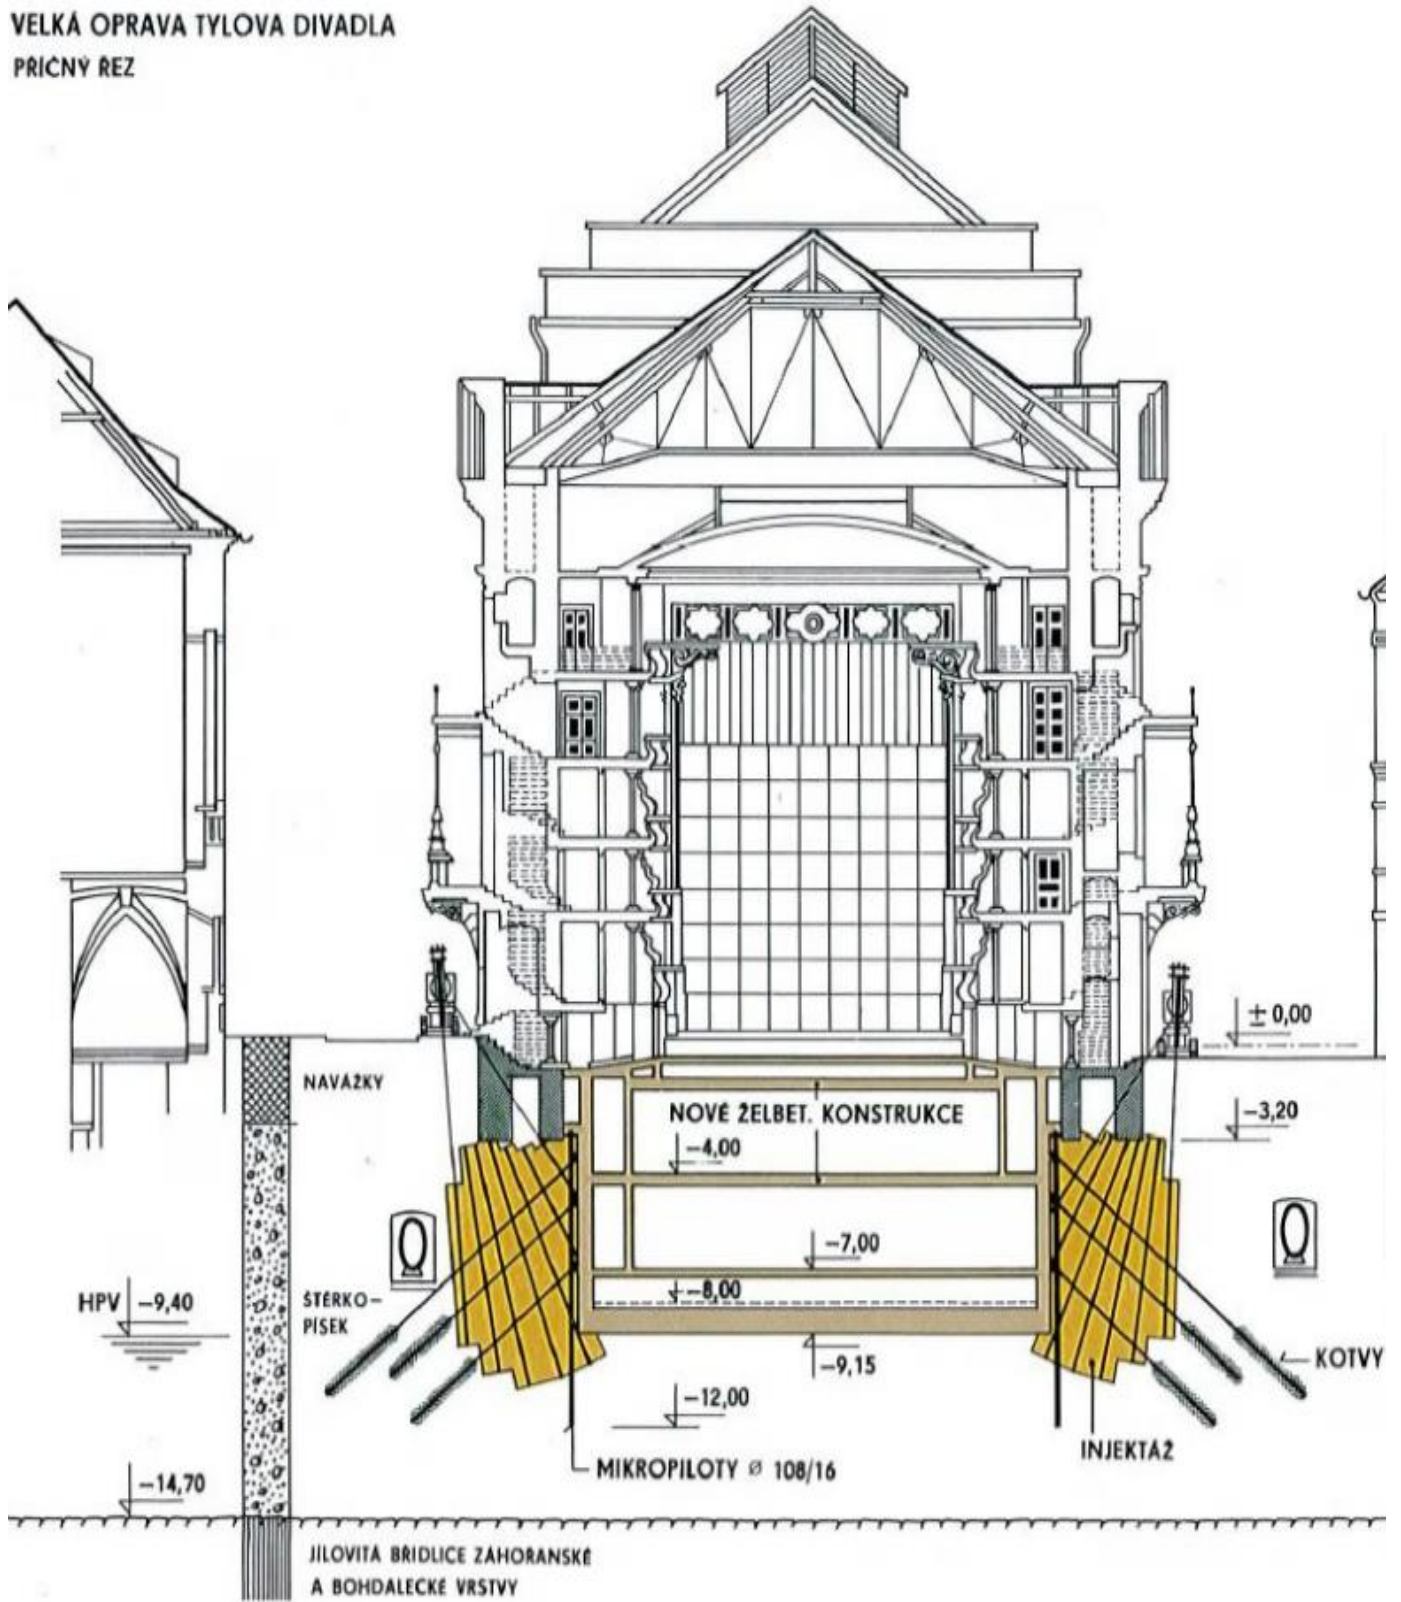 VELKÁ OPRAVA TYLOVA DIVADLA
PŘÍČNÝ ŘEZ
± 0,00
NAVÁŽKY
NOVÉ ŽELBET. KONSTRUKCE
−3,20
−4,00
−7,00
−8,00
HPV −9,40
ŠTĚRKO−
PÍSEK
−9,15
KOTVY
−12,00
INJEKTÁŽ
MIKROPILOTY ø 108/16
−14,70
JÍLOVITÁ BŘIDLICE ZÁHOŘANSKÉ
A BOHDALECKÉ VRSTVY